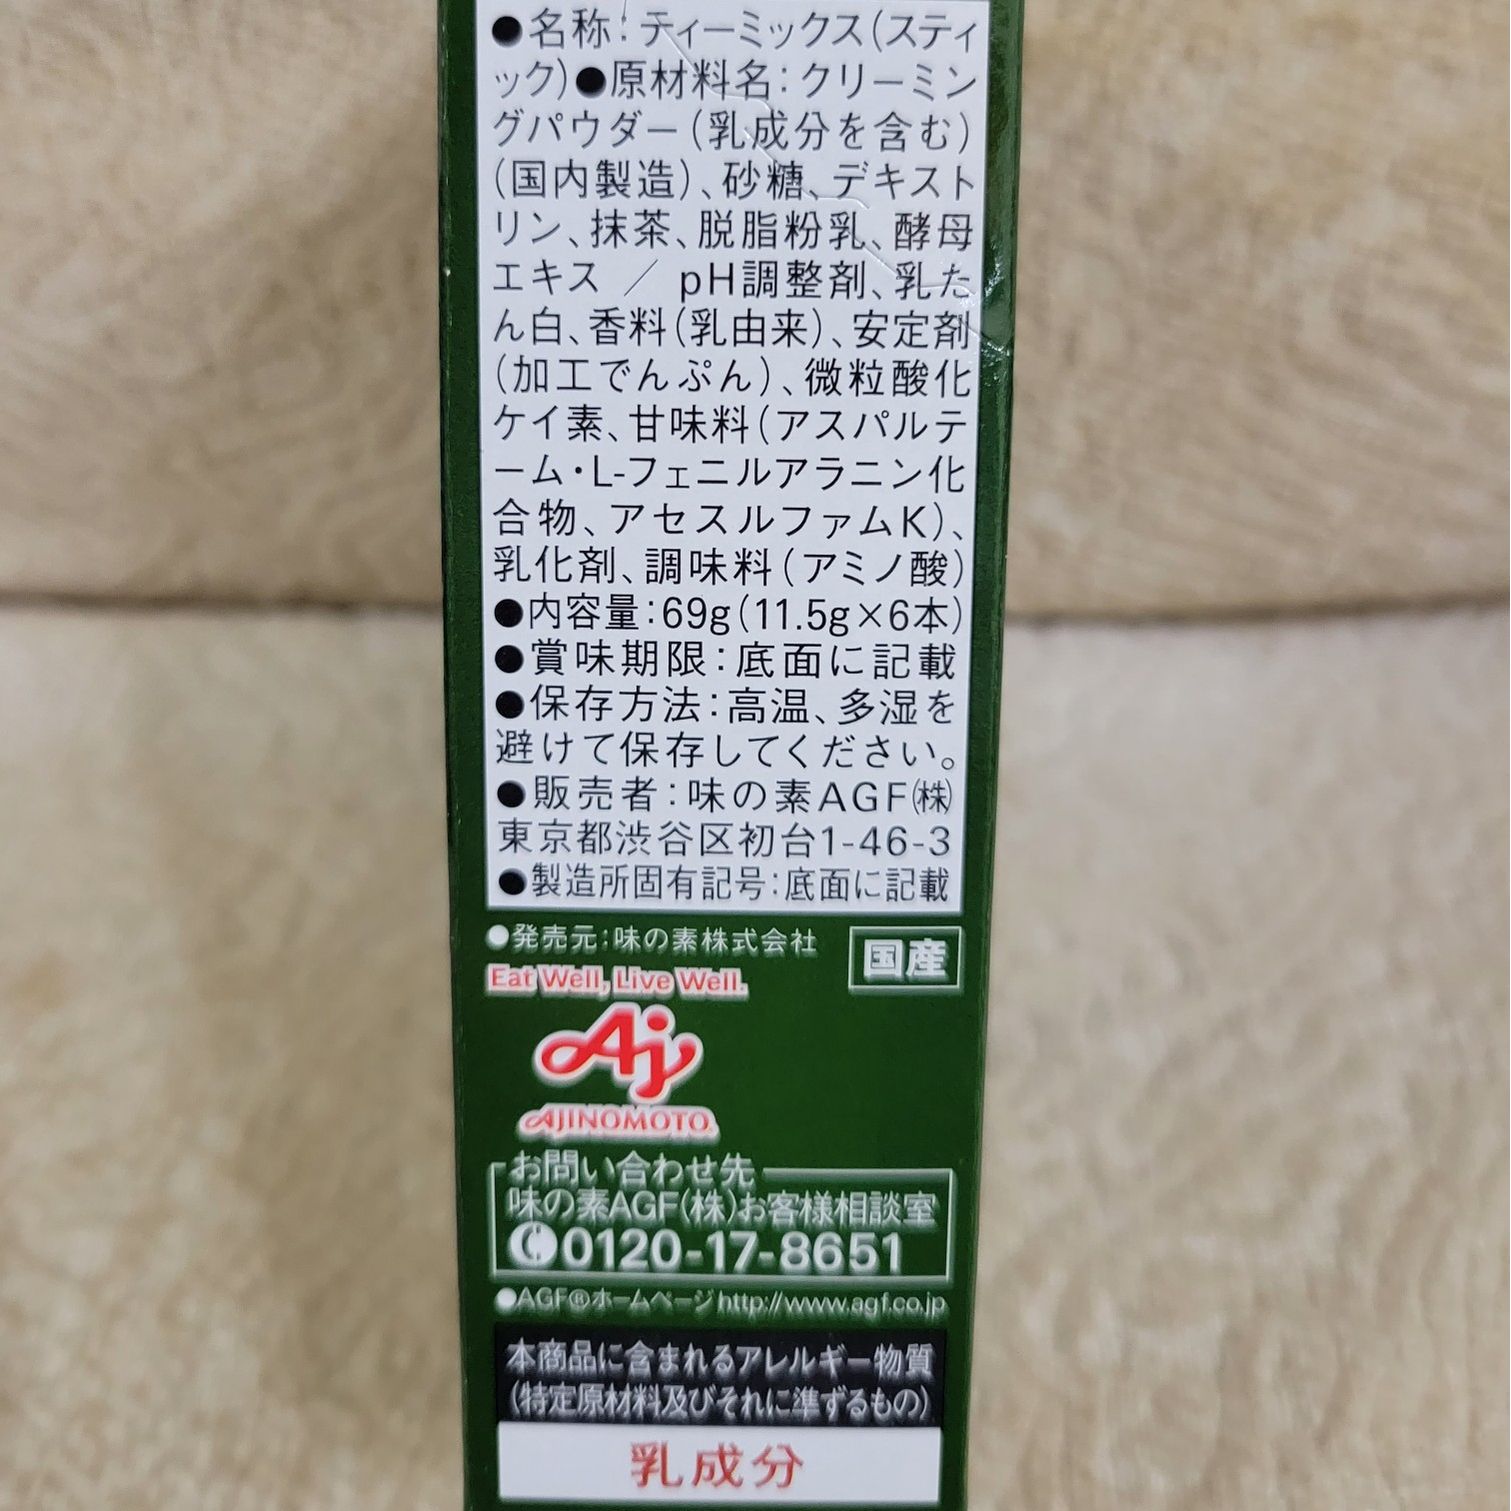 ●名称：ティーミックス(スティ
ック)●原材料名：クリーミン
グパウダー(乳成分を含む)
(国内製造)、砂糖、デキスト
リン、抹茶、脱脂粉乳、酵母
エキス ／ pH調整剤、乳た
ん白、香料(乳由来)、安定剤
(加工でんぷん)、微粒酸化
ケイ素、甘味料(アスパルテ
ーム・L-フェニルアラニン化
合物、アセスルファムK)、
乳化剤、調味料(アミノ酸)
●内容量：69g(11.5g×6本)
●賞味期限：底面に記載
●保存方法：高温、多湿を
避けて保存してください。
●販売者：味の素AGF㈱
東京都渋谷区初台1-46-3
●製造所固有記号：底面に記載
●発売元：味の素株式会社
国産
Eat Well, Live Well.
Aj
AJINOMOTO
お問い合わせ先
味の素AGF(株)お客様相談室
0120-17-8651
●AGF®ホームページhttp://www.agf.co.jp
本商品に含まれるアレルギー物質
(特定原材料及びそれに準ずるもの)
乳成分